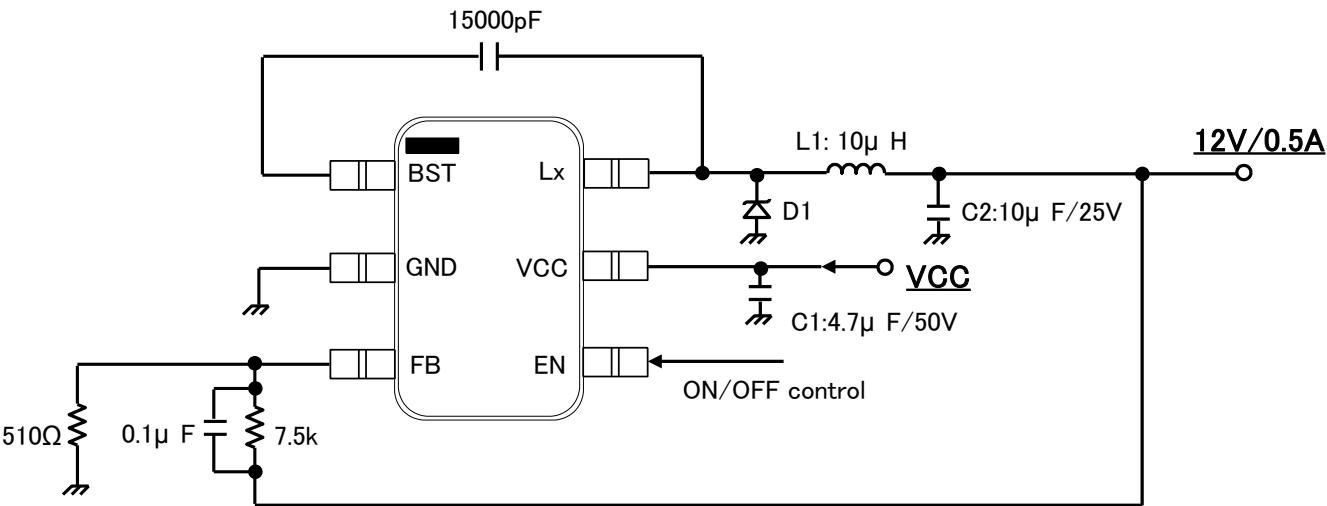 15000pF
L1: 10μ H
12V/0.5A
BST
Lx
D1
C2:10μ F/25V
GND
VCC
VCC
C1:4.7μ F/50V
FB
EN
ON/OFF control
510Ω
0.1μ F
7.5k